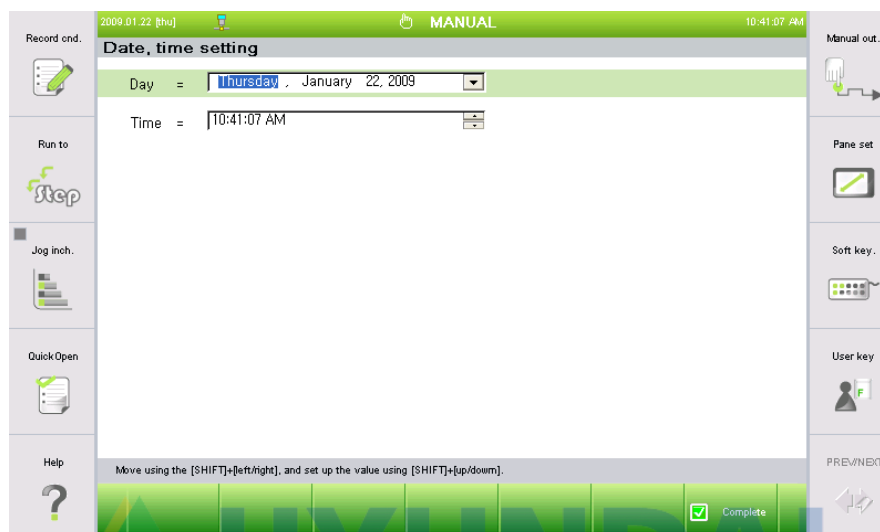 2009.01.22 [thu] MANUAL 10:41:07 AM
Date, time setting
Day = Thursday , January 22, 2009
Time = 10:41:07 AM
Record cnd.
Run to
Step
Jog inch.
QuickOpen
Help
?
Manual out.
Pane set
Soft key.
User key
F
PREV/NEXT
Move using the [SHIFT]+[left/right], and set up the value using [SHIFT]+[up/down].
Complete
HYUNDAI